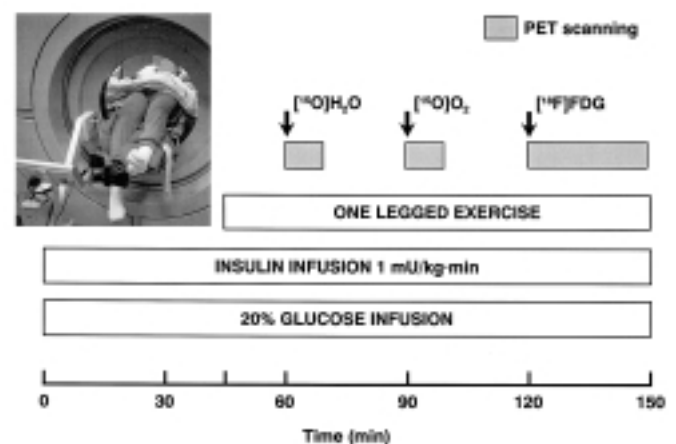 PET scanning
[¹⁵O]H₂O
[¹⁵O]O₂
[¹⁸F]FDG
ONE LEGGED EXERCISE
INSULIN INFUSION 1 mU/kg·min
20% GLUCOSE INFUSION
0 30 60 90 120 150
Time (min)